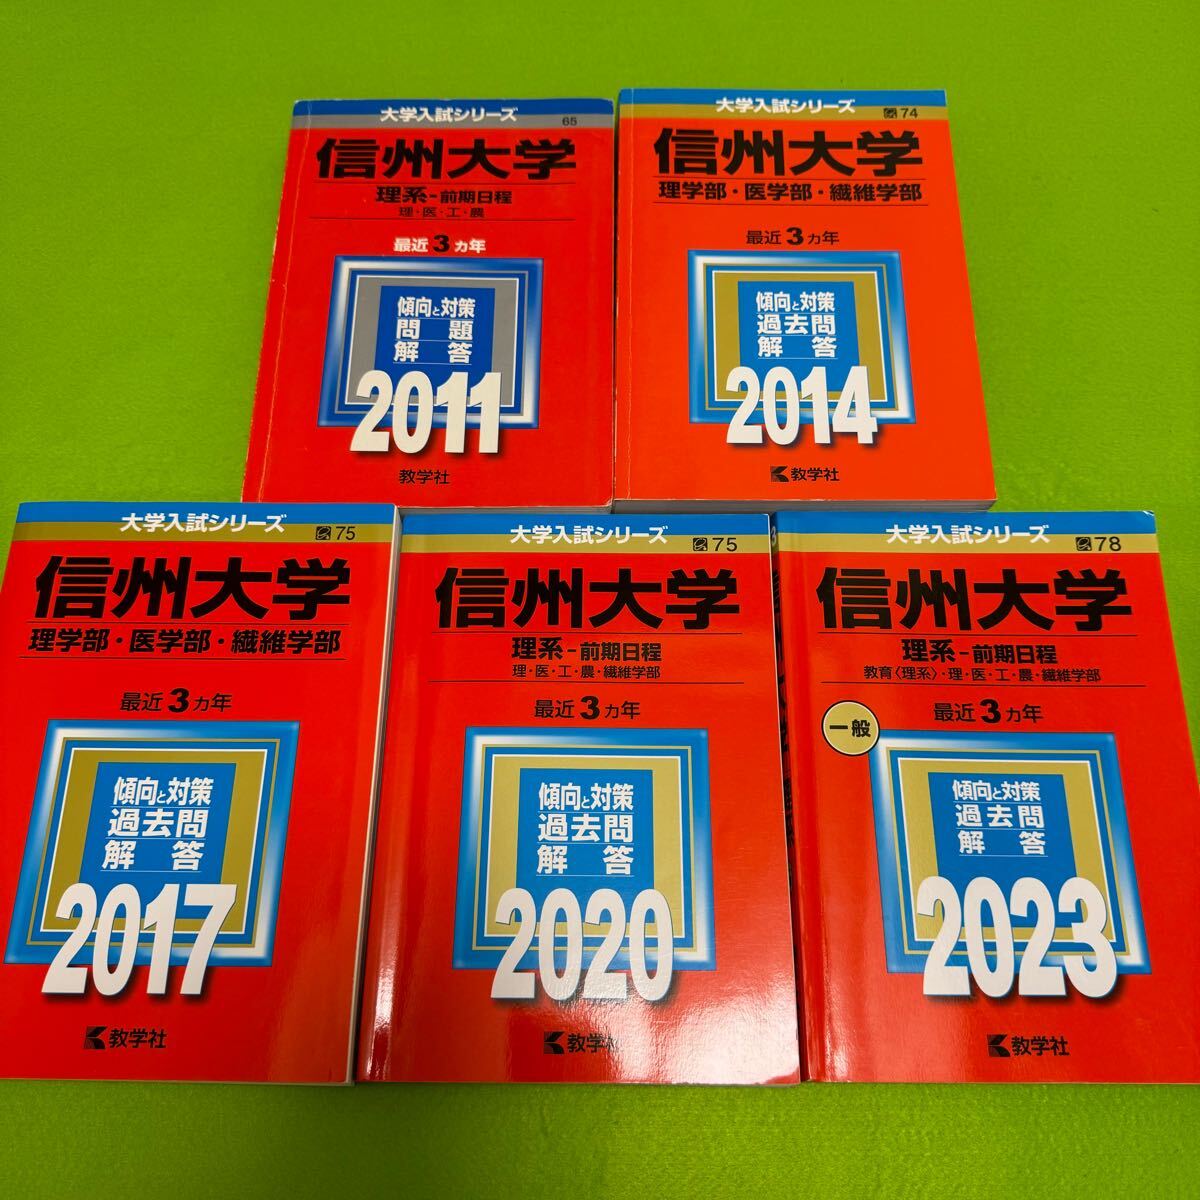 大学入試シリーズ
65
信州大学
理系-前期日程
理・医・工・農
最近3ヵ年
傾向と対策
問題
解答
2011
教学社
大学入試シリーズ
74
信州大学
理学部・医学部・繊維学部
最近3ヵ年
傾向と対策
過去問
解答
2014
教学社
大学入試シリーズ
75
信州大学
理学部・医学部・繊維学部
最近3ヵ年
傾向と対策
過去問
解答
2017
教学社
大学入試シリーズ
75
信州大学
理系-前期日程
理・医・工・農・繊維学部
最近3ヵ年
傾向と対策
過去問
解答
2020
教学社
大学入試シリーズ
78
信州大学
理系-前期日程
教育〈理系〉・理・医・工・農・繊維学部
最近3ヵ年
一般
傾向と対策
過去問
解答
2023
教学社